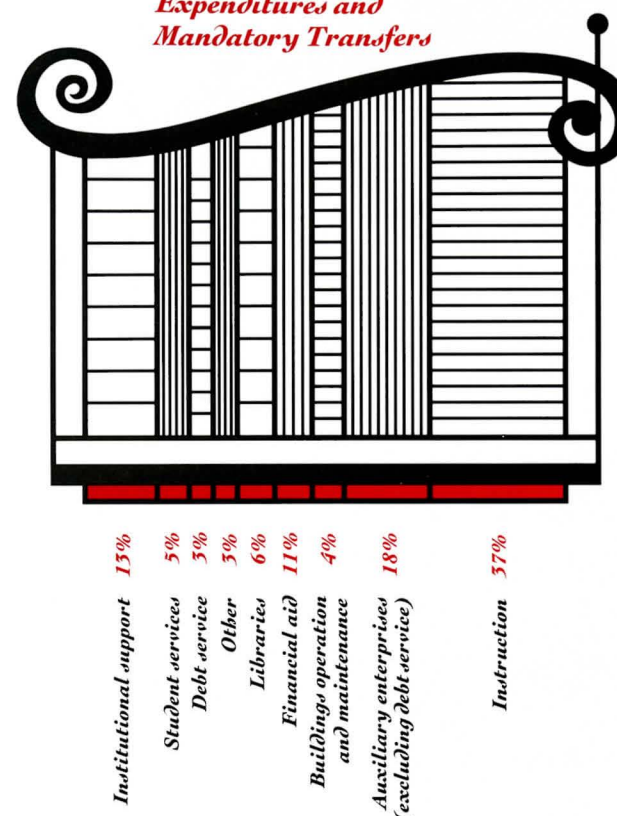 Expenditures and
Mandatory Transfers
Institutional support 13%
Student services 5%
Debt service 3%
Other 3%
Libraries 6%
Financial aid 11%
Buildings operation
and maintenance 4%
Auxiliary enterprises
(excluding debt service) 18%
Instruction 37%